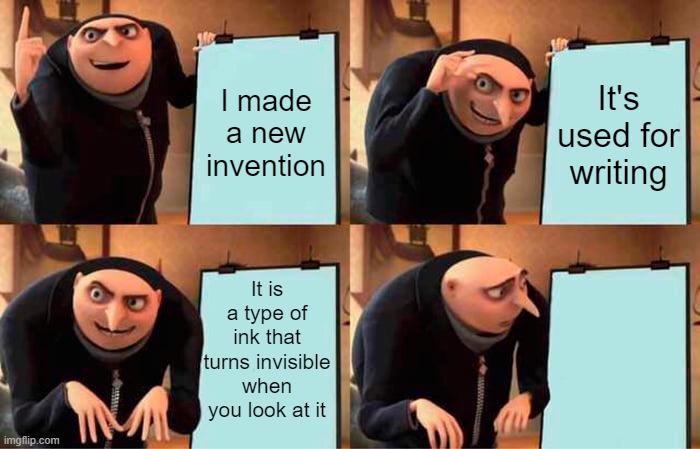 I made
a new
invention
It's
used for
writing
It is
a type of
ink that
turns invisible
when
you look at it
imgflip.com